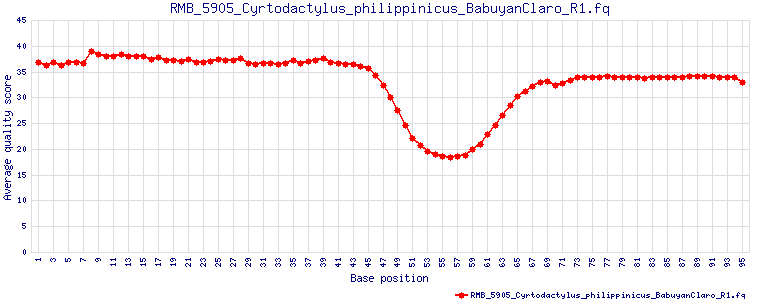 RMB_5905_Cyrtodactylus_philippinicus_BabuyanClaro_R1.fq
Average quality score
45
40
35
30
25
20
15
10
5
0
1 3 5 7 9 11 13 15 17 19 21 23 25 27 29 31 33 35 37 39 41 43 45 47 49 51 53 55 57 59 61 63 65 67 69 71 73 75 77 79 81 83 85 87 89 91 93 95
Base position
RMB_5905_Cyrtodactylus_philippinicus_BabuyanClaro_R1.fq